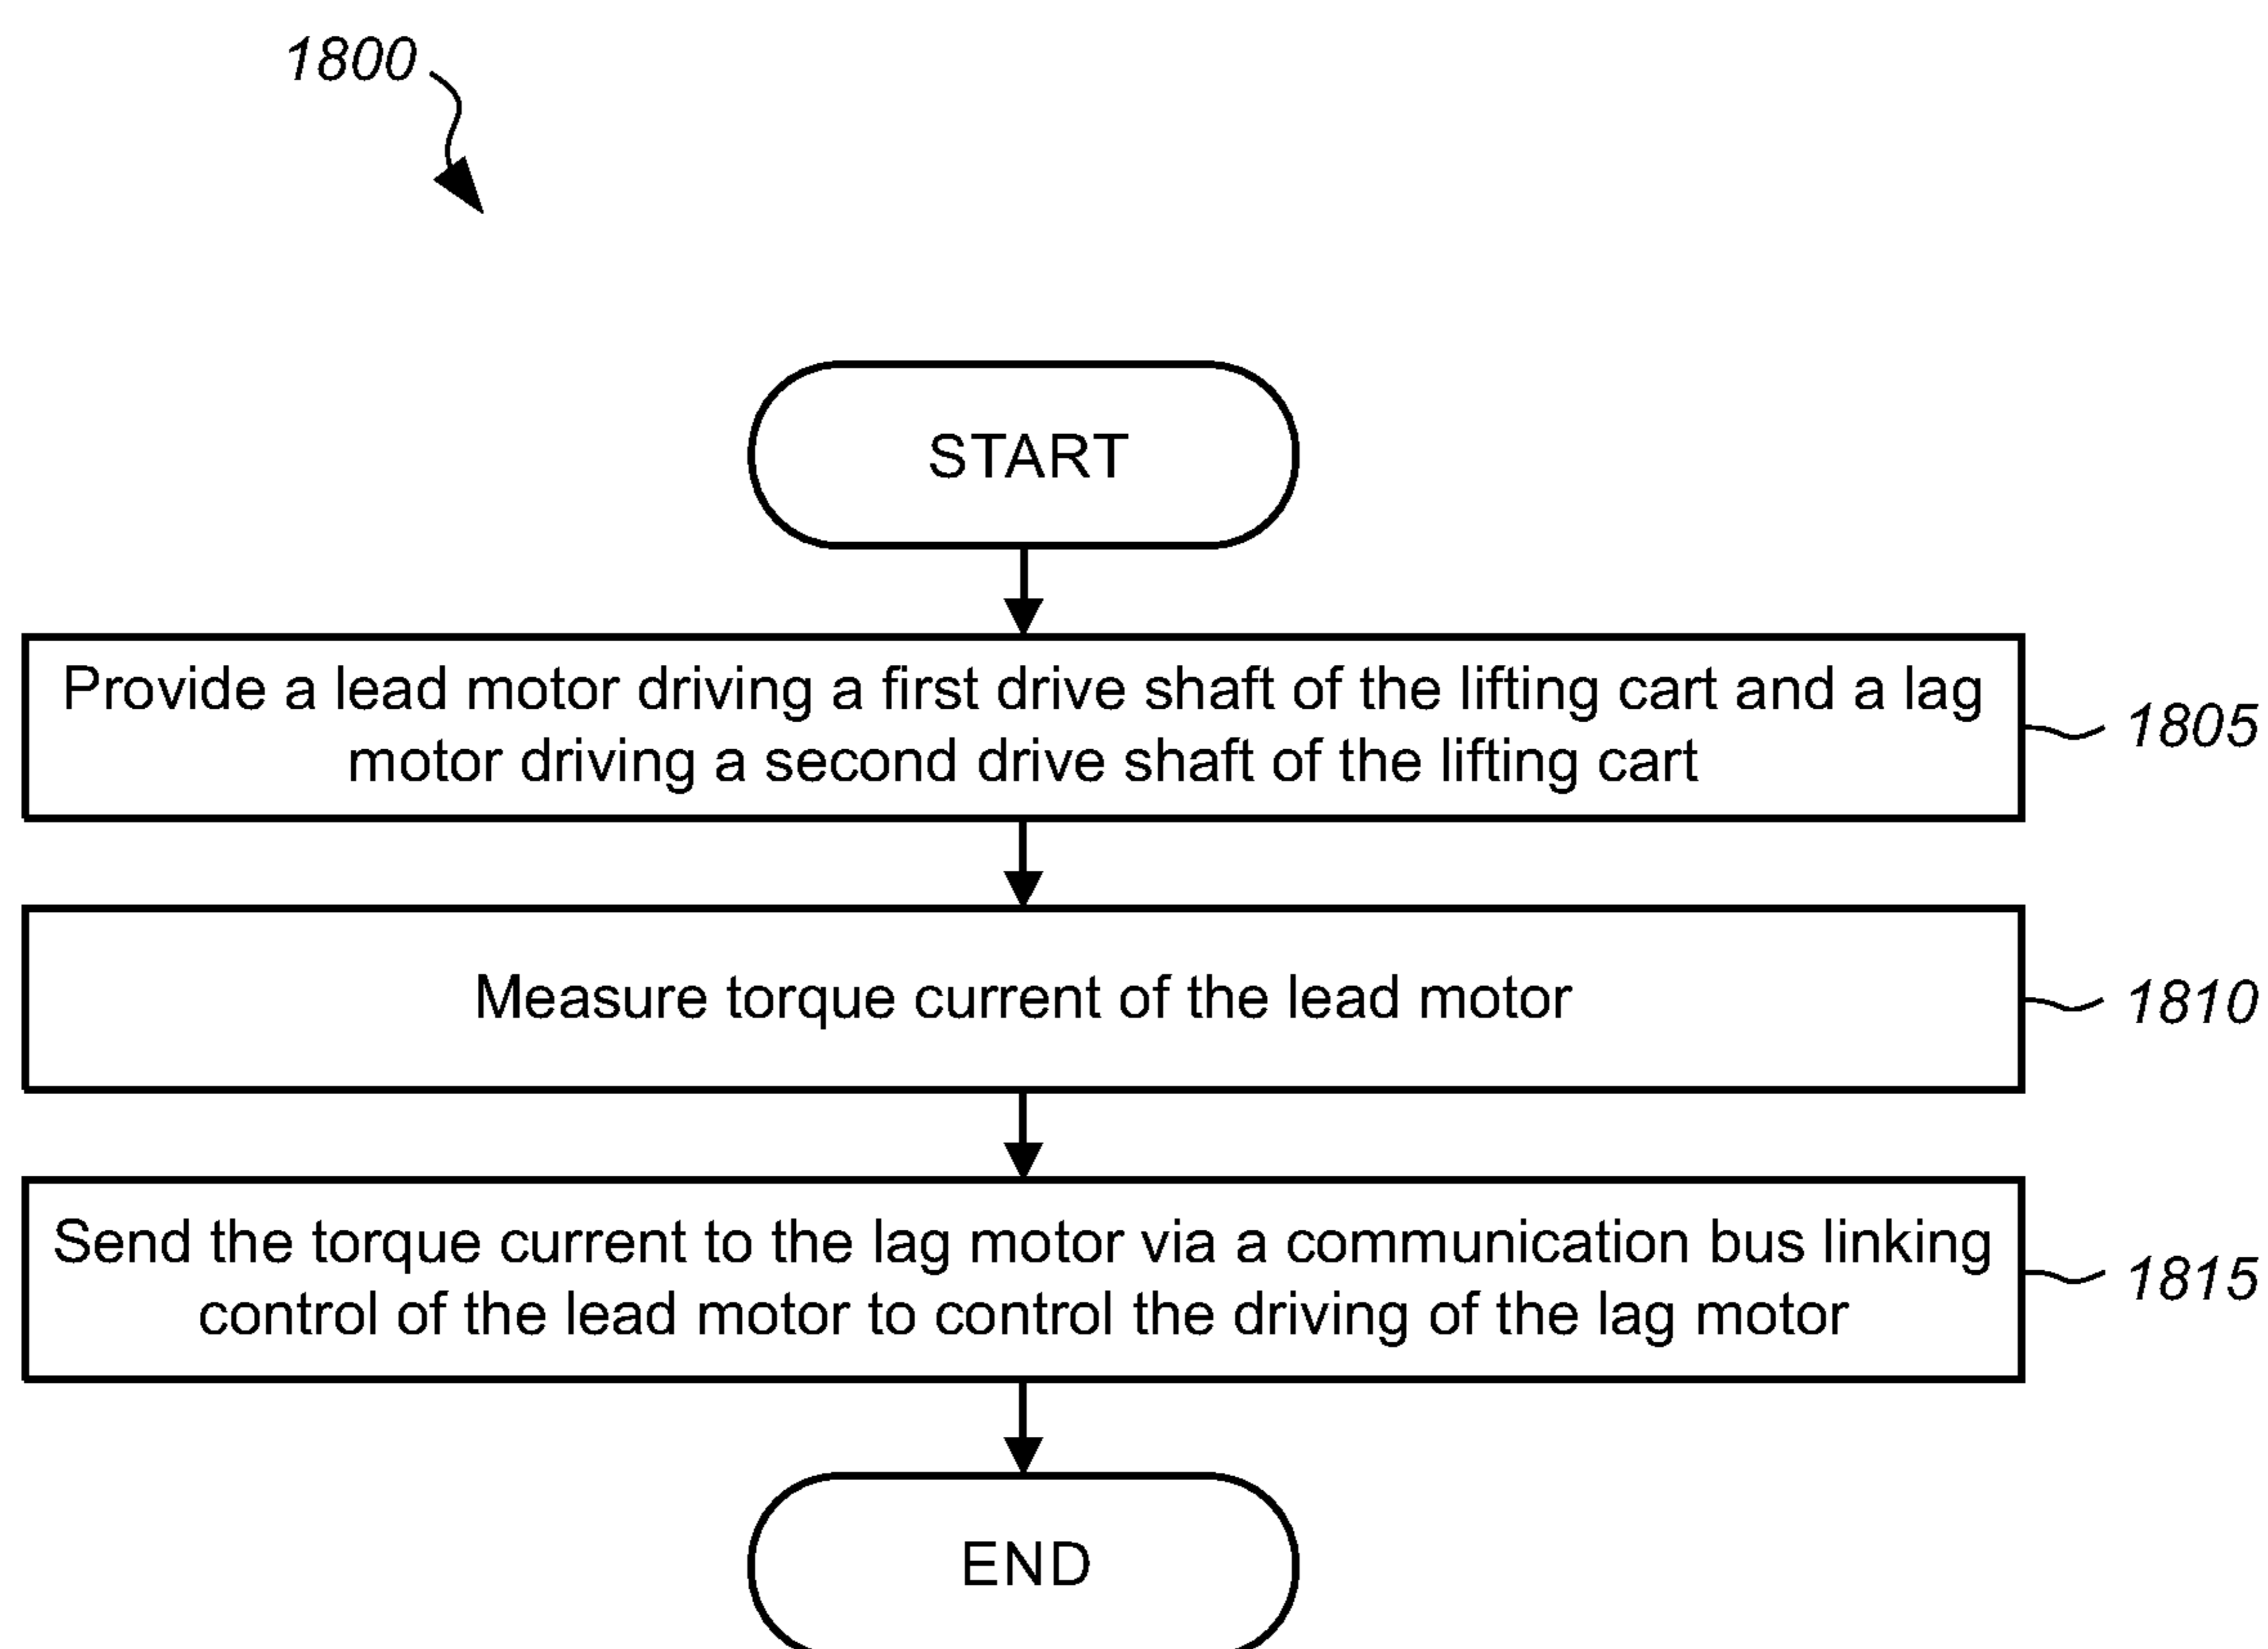 1800
START
Provide a lead motor driving a first drive shaft of the lifting cart and a lag
motor driving a second drive shaft of the lifting cart
1805
Measure torque current of the lead motor
1810
Send the torque current to the lag motor via a communication bus linking
control of the lead motor to control the driving of the lag motor
1815
END